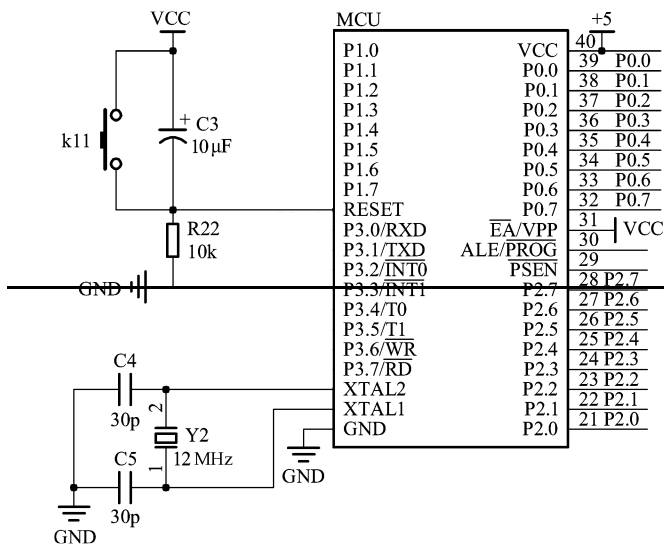 VCC
MCU
+5
P1.0 VCC 40
P1.1 P0.0 39 P0.0
P1.2 P0.1 38 P0.1
P1.3 P0.2 37 P0.2
+ C3 P1.4 P0.3 36 P0.3
k11 10 μF P1.5 P0.4 35 P0.4
P1.6 P0.5 34 P0.5
P1.7 P0.6 33 P0.6
RESET P0.7 32 P0.7
R22 P3.0/RXD EA/VPP 31 VCC
10k P3.1/TXD ALE/PROG 30
P3.2/INT0 PSEN 29
GND P3.3/INT1 P2.7 28 P2.7
P3.4/T0 P2.6 27 P2.6
P3.5/T1 P2.5 26 P2.5
P3.6/WR P2.4 25 P2.4
C4 P3.7/RD P2.3 24 P2.3
XTAL2 P2.2 23 P2.2
30p 2 XTAL1 P2.1 22 P2.1
Y2 GND P2.0 21 P2.0
C5 1 12 MHz
GND
30p
GND